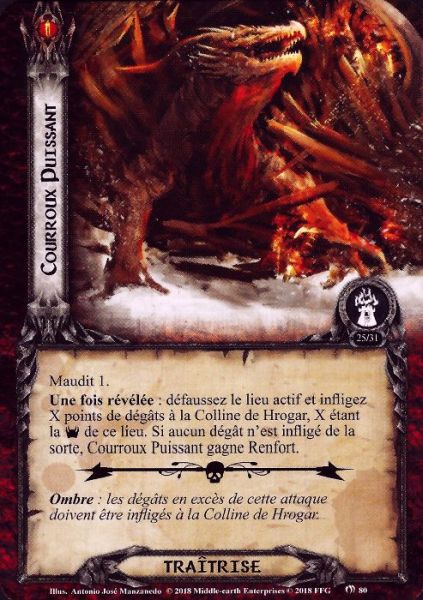 Courroux Puissant
25/31
Maudit 1.
Une fois révélée : défaussez le lieu actif et infligez
X points de dégâts à la Colline de Hrogar, X étant
la de ce lieu. Si aucun dégât n'est infligé de la
sorte, Courroux Puissant gagne Renfort.
Ombre : les dégâts en excès de cette attaque
doivent être infligés à la Colline de Hrogar.
TRAÎTRISE
Illus. Antonio José Manzanedo © 2018 Middle-earth Enterprises © 2018 FFG 80